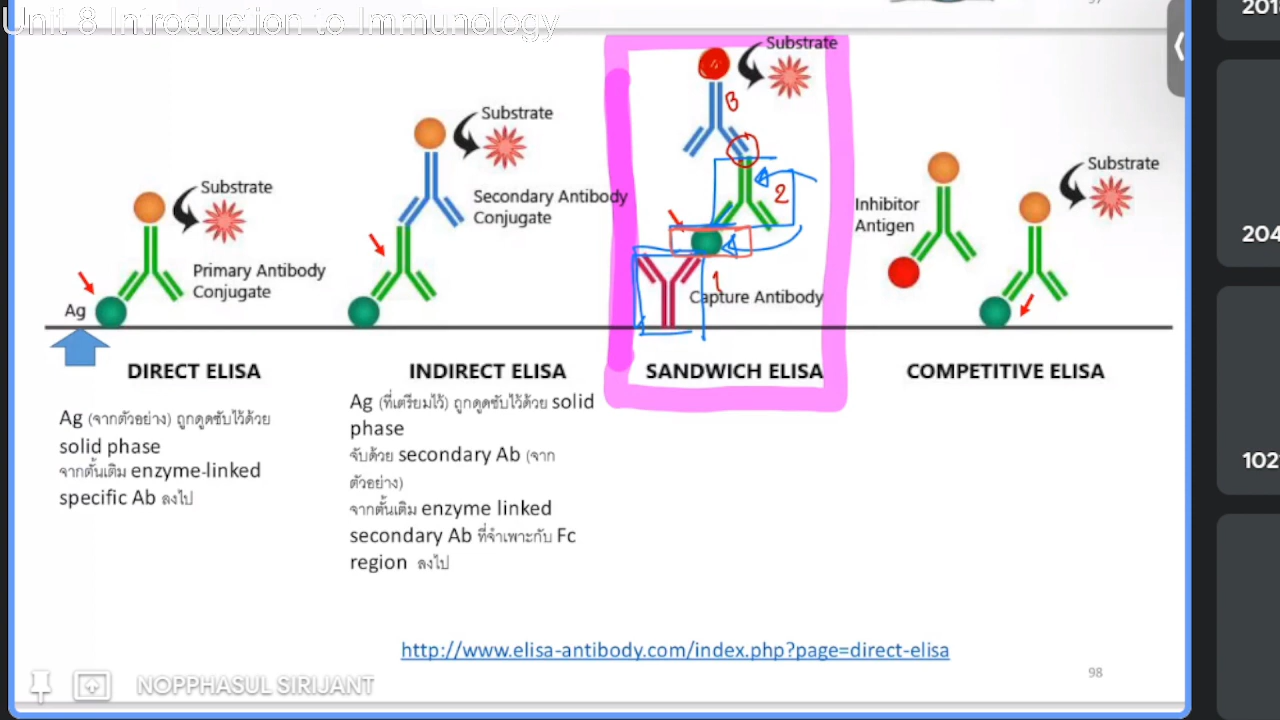 Unit 8 Introduction to Immunology
Substrate
Substrate
Substrate
Substrate
Secondary Antibody
Conjugate
Primary Antibody
Conjugate
Inhibitor
Antigen
Ag
Capture Antibody
B
2
1
DIRECT ELISA
INDIRECT ELISA
SANDWICH ELISA
COMPETITIVE ELISA
Ag (จากตัวอย่าง) ถูกดูดซับไว้ด้วย
solid phase
จากตั้นเติม enzyme-linked
specific Ab ลงไป
Ag (ที่เตรียมไว้) ถูกดูดซับไว้ด้วย solid
phase
จับด้วย secondary Ab (จาก
ตัวอย่าง)
จากตั้นเติม enzyme linked
secondary Ab ที่จำเพาะกับ Fc
region ลงไป
http://www.elisa-antibody.com/index.php?page=direct-elisa
98
NOPPHASUL SIRIJANT
201
204
102